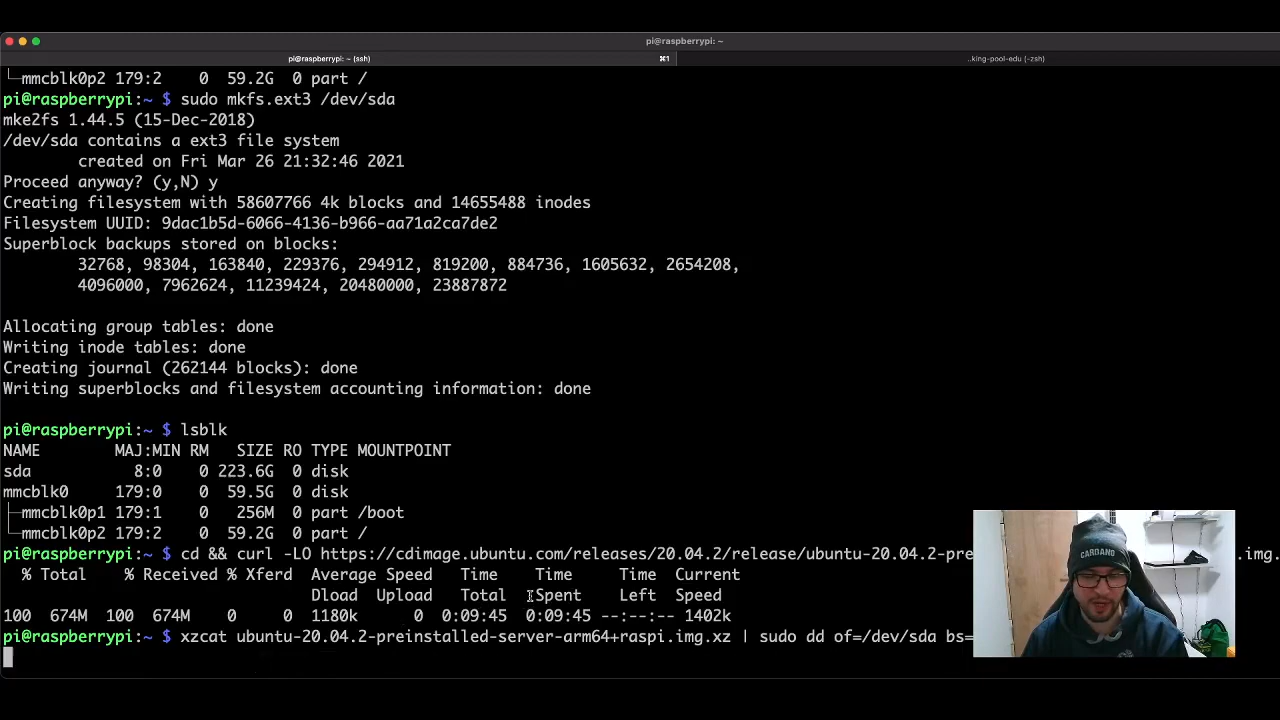 pi@raspberrypi: ~
pi@raspberrypi: ~ (ssh) ⌘1 ..king-pool-edu (-zsh)
└─mmcblk0p2 179:2 0 59.2G 0 part /
pi@raspberrypi:~ $ sudo mkfs.ext3 /dev/sda
mke2fs 1.44.5 (15-Dec-2018)
/dev/sda contains a ext3 file system
created on Fri Mar 26 21:32:46 2021
Proceed anyway? (y,N) y
Creating filesystem with 58607766 4k blocks and 14655488 inodes
Filesystem UUID: 9dac1b5d-6066-4136-b966-aa71a2ca7de2
Superblock backups stored on blocks:
32768, 98304, 163840, 229376, 294912, 819200, 884736, 1605632, 2654208,
4096000, 7962624, 11239424, 20480000, 23887872
Allocating group tables: done
Writing inode tables: done
Creating journal (262144 blocks): done
Writing superblocks and filesystem accounting information: done
pi@raspberrypi:~ $ lsblk
NAME MAJ:MIN RM SIZE RO TYPE MOUNTPOINT
sda 8:0 0 223.6G 0 disk
mmcblk0 179:0 0 59.5G 0 disk
├─mmcblk0p1 179:1 0 256M 0 part /boot
└─mmcblk0p2 179:2 0 59.2G 0 part /
pi@raspberrypi:~ $ cd && curl -LO https://cdimage.ubuntu.com/releases/20.04.2/release/ubuntu-20.04.2-pre img.
% Total % Received % Xferd Average Speed Time Time Time Current
Dload Upload Total Spent Left Speed
100 674M 100 674M 0 0 1180k 0 0:09:45 0:09:45 --:--:-- 1402k
pi@raspberrypi:~ $ xzcat ubuntu-20.04.2-preinstalled-server-arm64+raspi.img.xz | sudo dd of=/dev/sda bs=
CARDANO